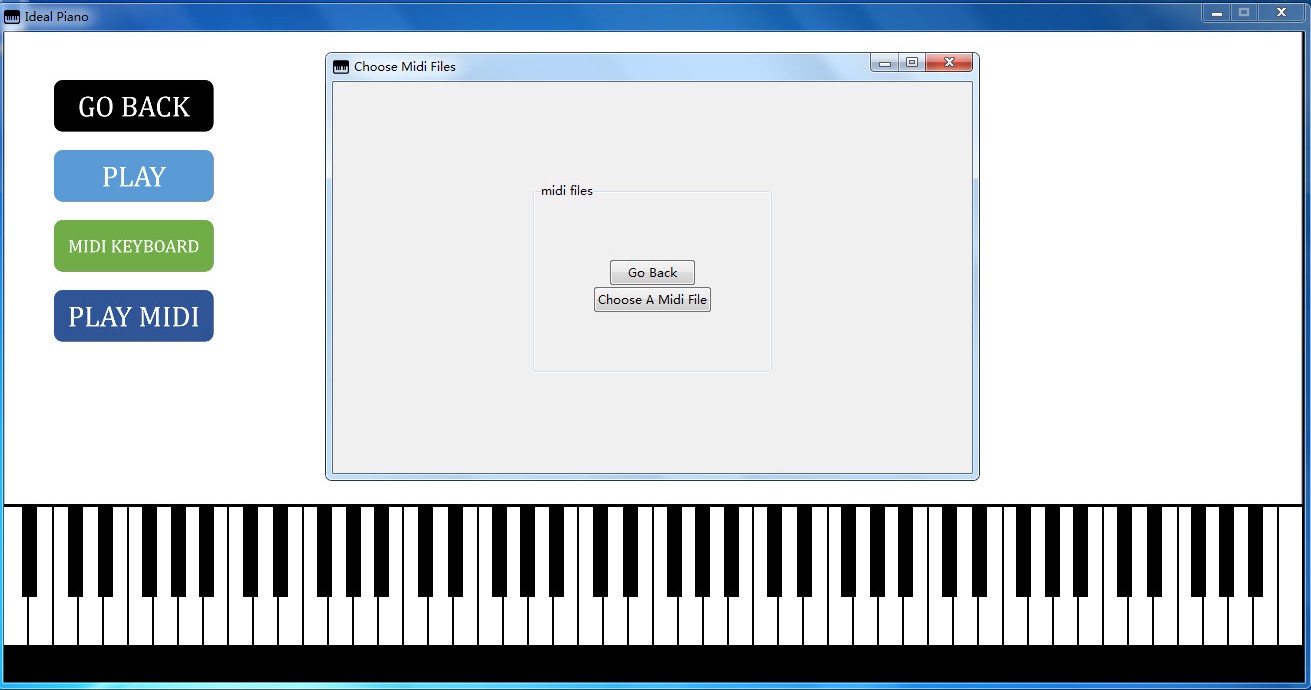 Ideal Piano
GO BACK
PLAY
MIDI KEYBOARD
PLAY MIDI
Choose Midi Files
midi files
Go Back
Choose A Midi File